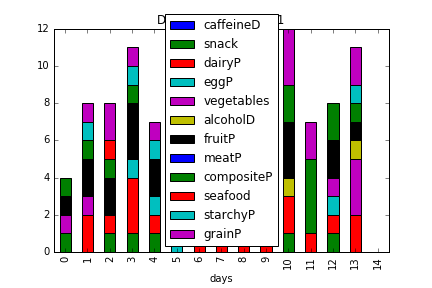 D 1
caffeineD
snack
dairyP
eggP
vegetables
alcoholD
fruitP
meatP
compositeP
seafood
starchyP
grainP
12
10
8
6
4
2
0
0 1 2 3 4 5 6 7 8 9 10 11 12 13 14
days